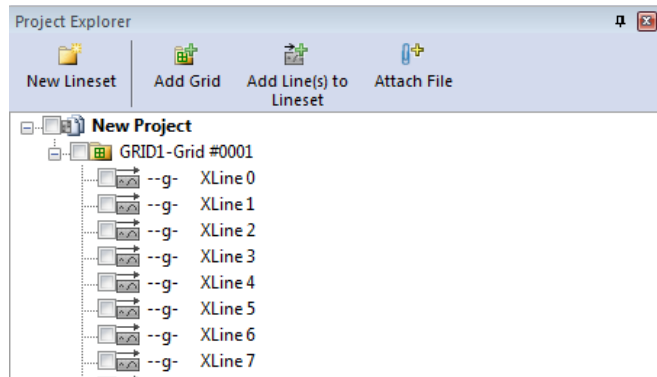 Project Explorer
New Lineset
Add Grid
Add Line(s) to
Lineset
Attach File
New Project
GRID1-Grid #0001
--g- XLine 0
--g- XLine 1
--g- XLine 2
--g- XLine 3
--g- XLine 4
--g- XLine 5
--g- XLine 6
--g- XLine 7